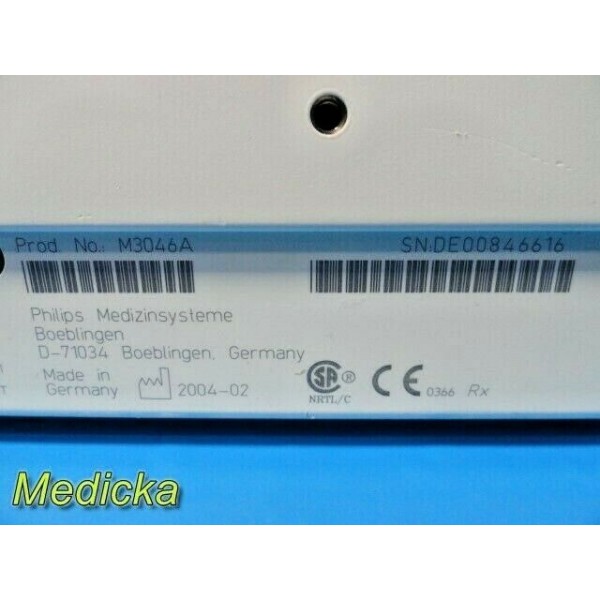 Prod. No.: M3046A SN:DE00846616
Philips Medizinsysteme
Boeblingen
D-71034 Boeblingen, Germany
Made in
Germany 2004-02
SA ®
NRTL/C
CE 0366 Rx
Medicka